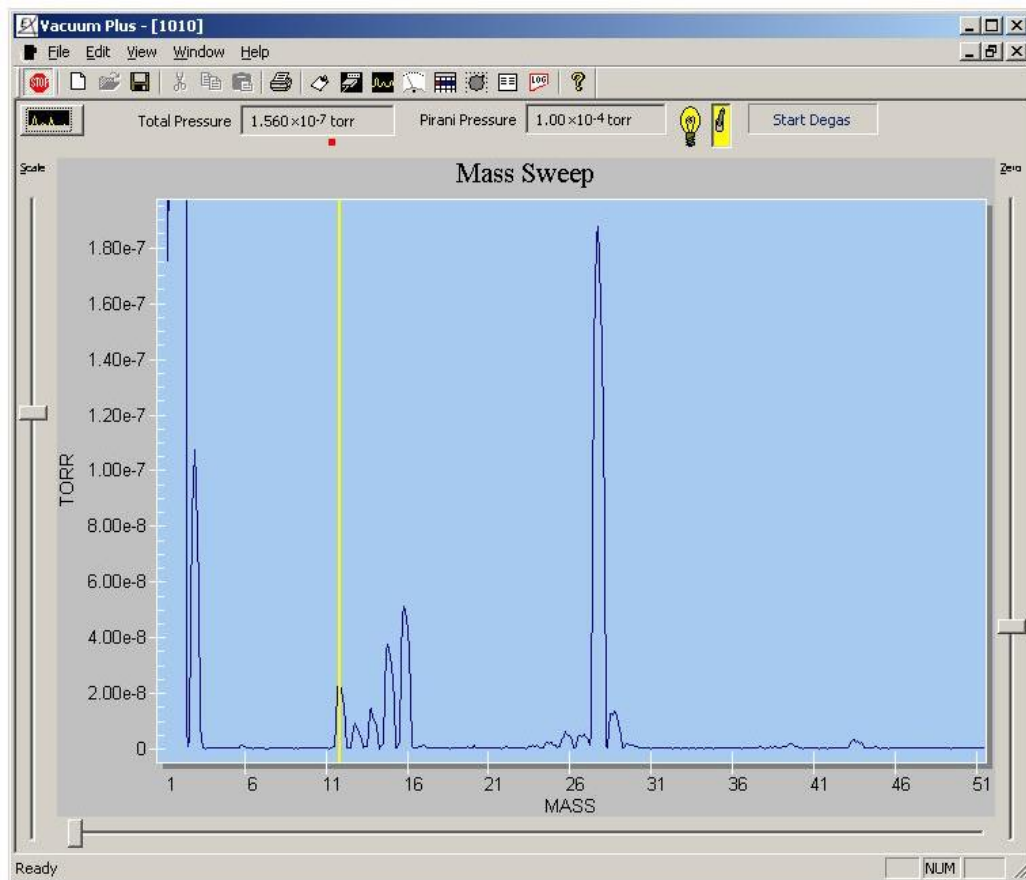 Vacuum Plus - [1010]
File Edit View Window Help
STOP LOG ?
Total Pressure 1.560×10-7 torr Pirani Pressure 1.00×10-4 torr Start Degas
Scale Zero
Mass Sweep
1.80e-7
1.60e-7
1.40e-7
1.20e-7
1.00e-7
8.00e-8
6.00e-8
4.00e-8
2.00e-8
0
TORR
1 6 11 16 21 26 31 36 41 46 51
MASS
Ready NUM